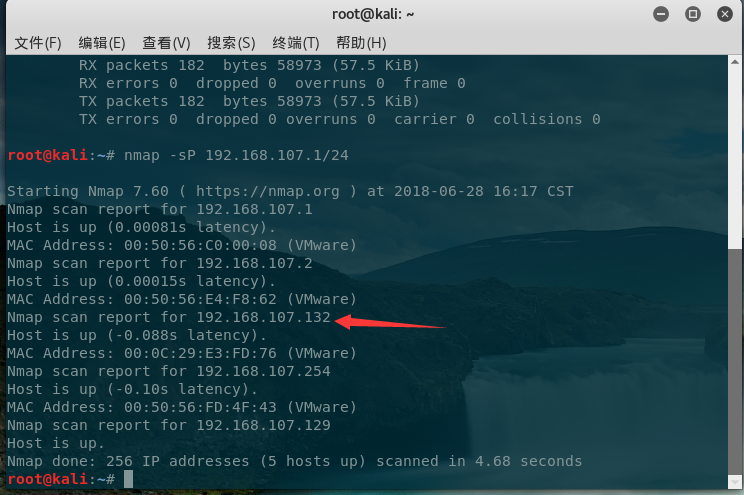 root@kali: ~
文件(F) 编辑(E) 查看(V) 搜索(S) 终端(T) 帮助(H)
RX packets 182  bytes 58973 (57.5 KiB)
RX errors 0  dropped 0  overruns 0  frame 0
TX packets 182  bytes 58973 (57.5 KiB)
TX errors 0  dropped 0 overruns 0  carrier 0  collisions 0
root@kali:~# nmap -sP 192.168.107.1/24
Starting Nmap 7.60 ( https://nmap.org ) at 2018-06-28 16:17 CST
Nmap scan report for 192.168.107.1
Host is up (0.00081s latency).
MAC Address: 00:50:56:C0:00:08 (VMware)
Nmap scan report for 192.168.107.2
Host is up (0.00015s latency).
MAC Address: 00:50:56:E4:F8:62 (VMware)
Nmap scan report for 192.168.107.132
Host is up (-0.088s latency).
MAC Address: 00:0C:29:E3:FD:76 (VMware)
Nmap scan report for 192.168.107.254
Host is up (-0.10s latency).
MAC Address: 00:50:56:FD:4F:43 (VMware)
Nmap scan report for 192.168.107.129
Host is up.
Nmap done: 256 IP addresses (5 hosts up) scanned in 4.68 seconds
root@kali:~#